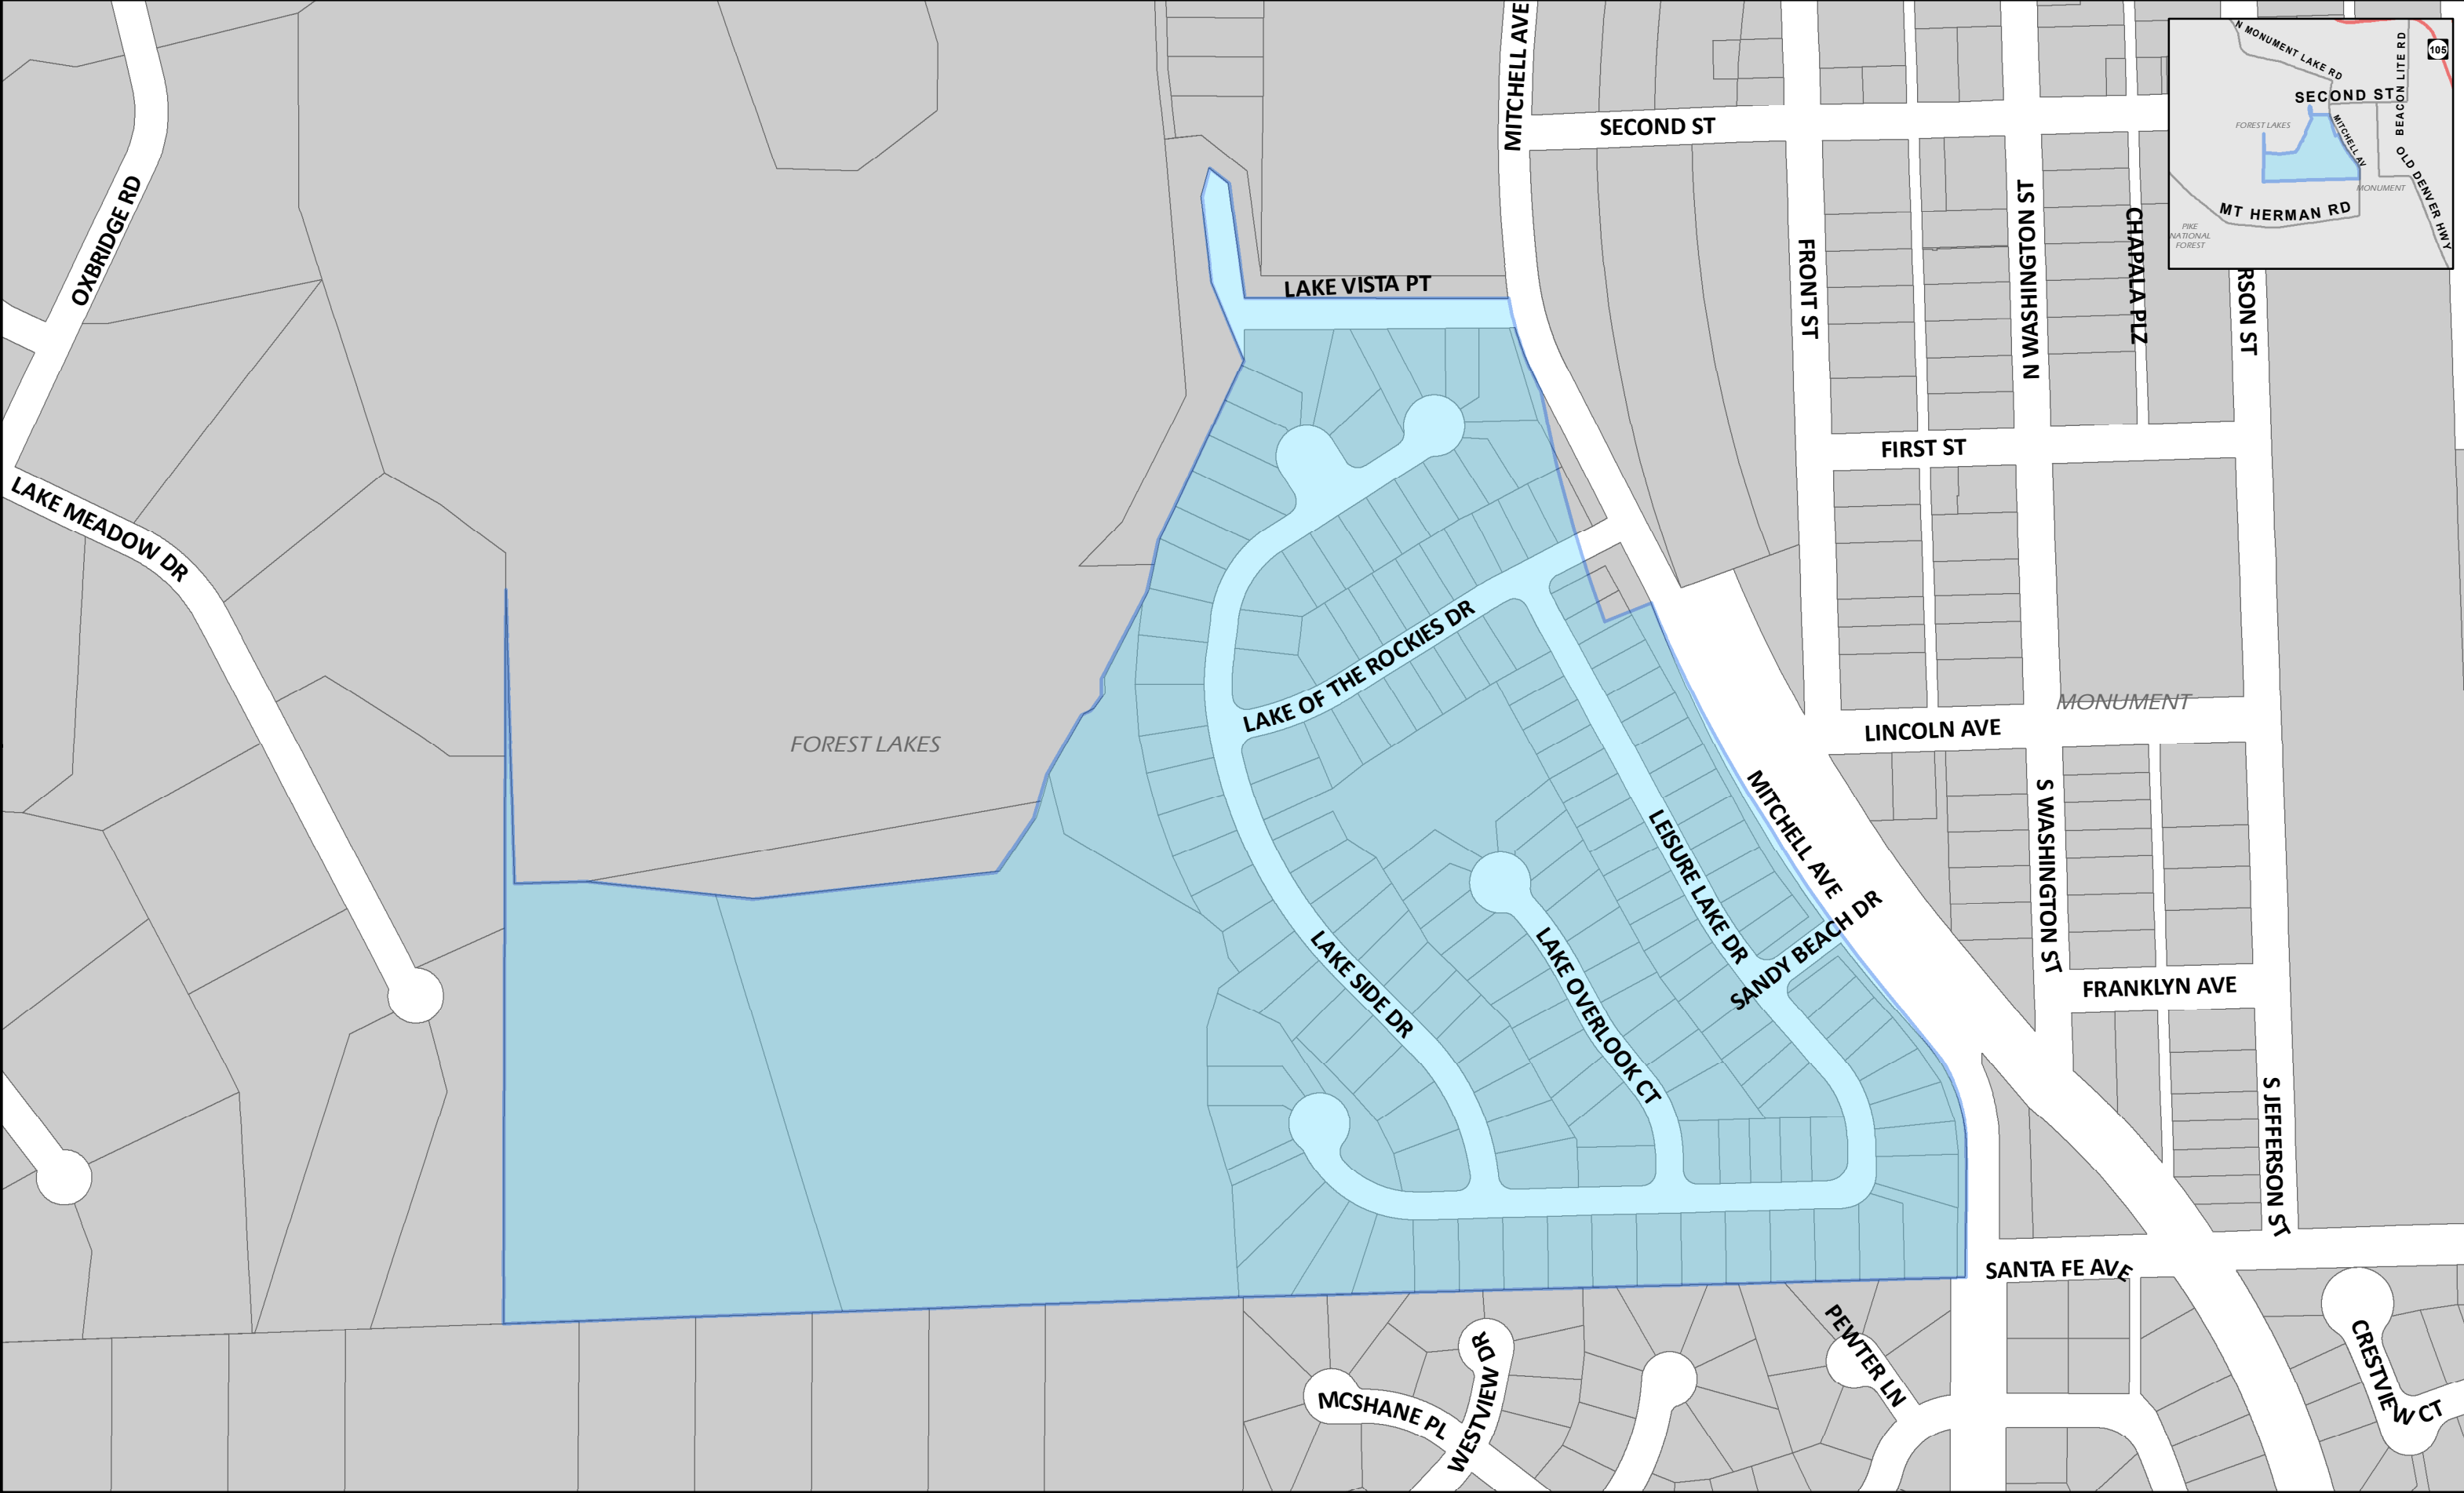 MITCHELL AVE
SECOND ST
N MONUMENT LAKE RD
BEACON LITE RD
105
SECOND ST
FOREST LAKES
MITCHELL AV
OLD DENVER HWY
MONUMENT
MT HERMAN RD
PIKE
NATIONAL
FOREST
OXBRIDGE RD
LAKE VISTA PT
FRONT ST
N WASHINGTON ST
CHAPALA PLZ
RSON ST
FIRST ST
LAKE MEADOW DR
LAKE OF THE ROCKIES DR
FOREST LAKES
MONUMENT
LINCOLN AVE
MITCHELL AVE
LEISURE LAKE DR
SANDY BEACH DR
S WASHINGTON ST
LAKE SIDE DR
LAKE OVERLOOK CT
FRANKLYN AVE
S JEFFERSON ST
SANTA FE AVE
PEWTER LN
MCSHANE PL
WESTVIEW DR
CRESTVIEW CT